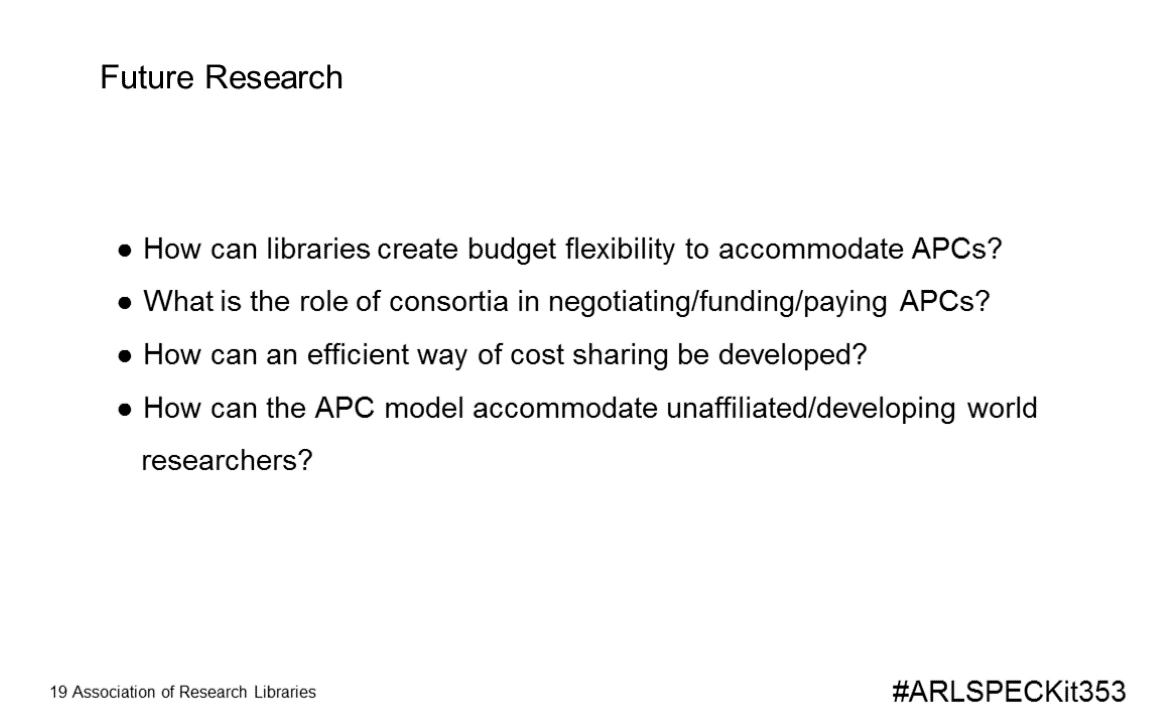 Future Research
● How can libraries create budget flexibility to accommodate APCs?
● What is the role of consortia in negotiating/funding/paying APCs?
● How can an efficient way of cost sharing be developed?
● How can the APC model accommodate unaffiliated/developing world
researchers?
19 Association of Research Libraries
#ARLSPECKit353